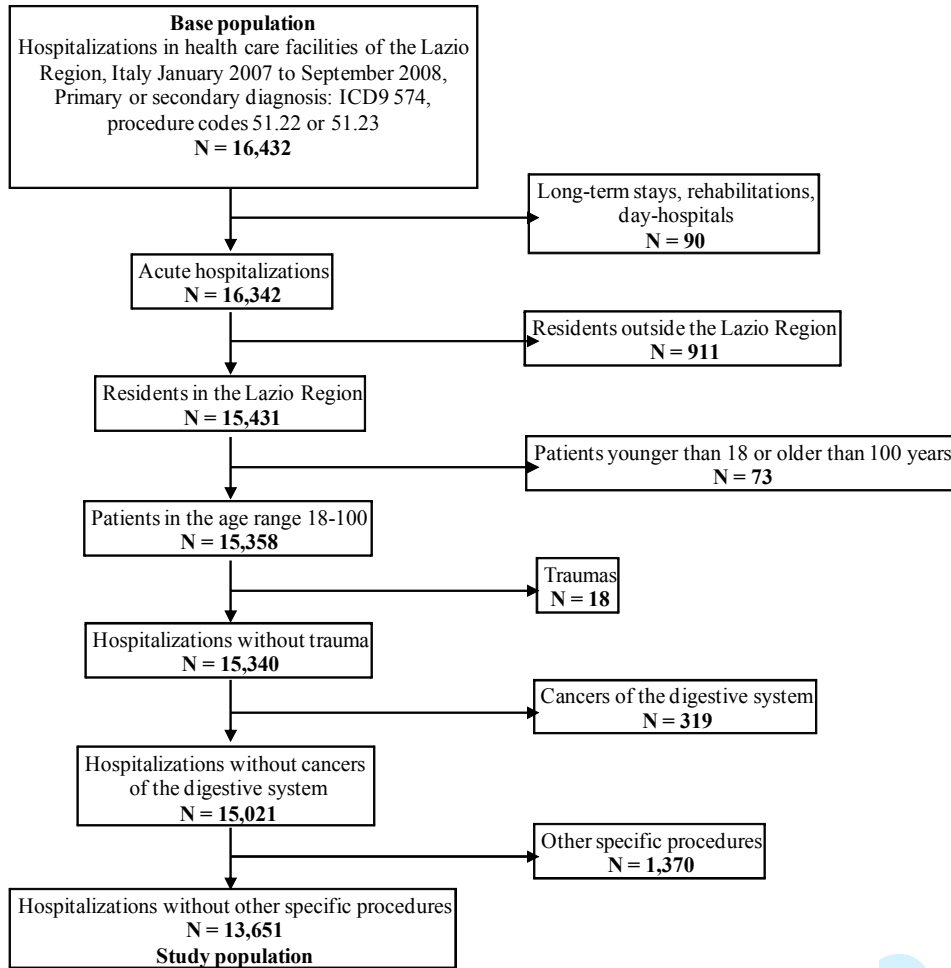 Base population
Hospitalizations in health care facilities of the Lazio
Region, Italy January 2007 to September 2008,
Primary or secondary diagnosis: ICD9 574,
procedure codes 51.22 or 51.23
N = 16,432
Long-term stays, rehabilitations,
day-hospitals
N = 90
Acute hospitalizations
N = 16,342
Residents outside the Lazio Region
N = 911
Residents in the Lazio Region
N = 15,431
Patients younger than 18 or older than 100 years
N = 73
Patients in the age range 18-100
N = 15,358
Traumas
N = 18
Hospitalizations without trauma
N = 15,340
Cancers of the digestive system
N = 319
Hospitalizations without cancers
of the digestive system
N = 15,021
Other specific procedures
N = 1,370
Hospitalizations without other specific procedures
N = 13,651
Study population